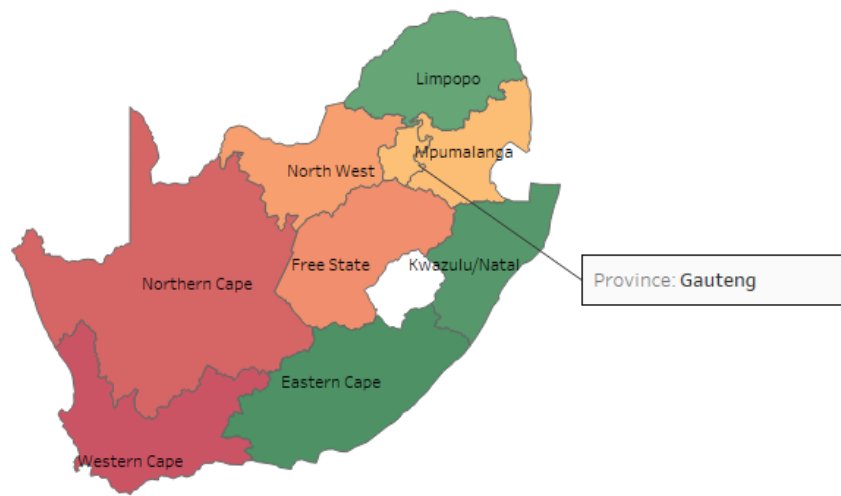 Limpopo
Mpumalanga
North West
Free State
Kwazulu/Natal
Province: Gauteng
Northern Cape
Eastern Cape
Western Cape